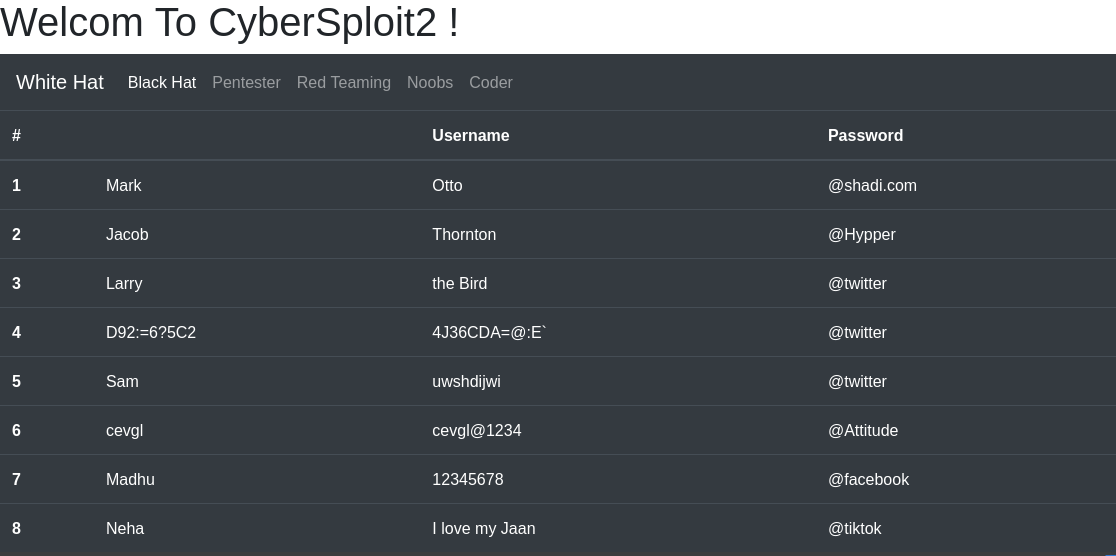 Welcom To CyberSploit2 !
White Hat Black Hat Pentester Red Teaming Noobs Coder
# Username Password
1 Mark Otto @shadi.com
2 Jacob Thornton @Hypper
3 Larry the Bird @twitter
4 D92:=6?5C2 4J36CDA=@:E` @twitter
5 Sam uwshdijwi @twitter
6 cevgl cevgl@1234 @Attitude
7 Madhu 12345678 @facebook
8 Neha I love my Jaan @tiktok